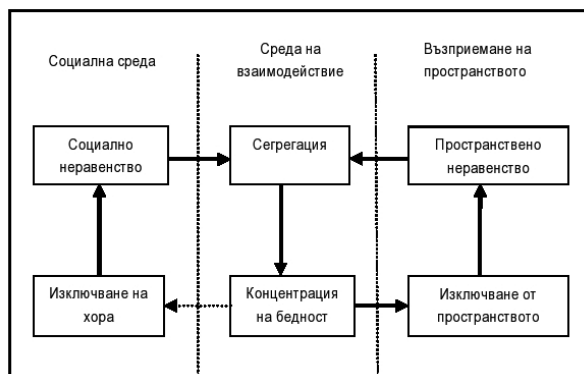 Социална среда
Среда на
взаимодействие
Възприемане на
пространството
Социално
неравенство
Сегрегация
Пространствено
неравенство
Изключване на
хора
Концентрация
на бедност
Изключване от
пространството